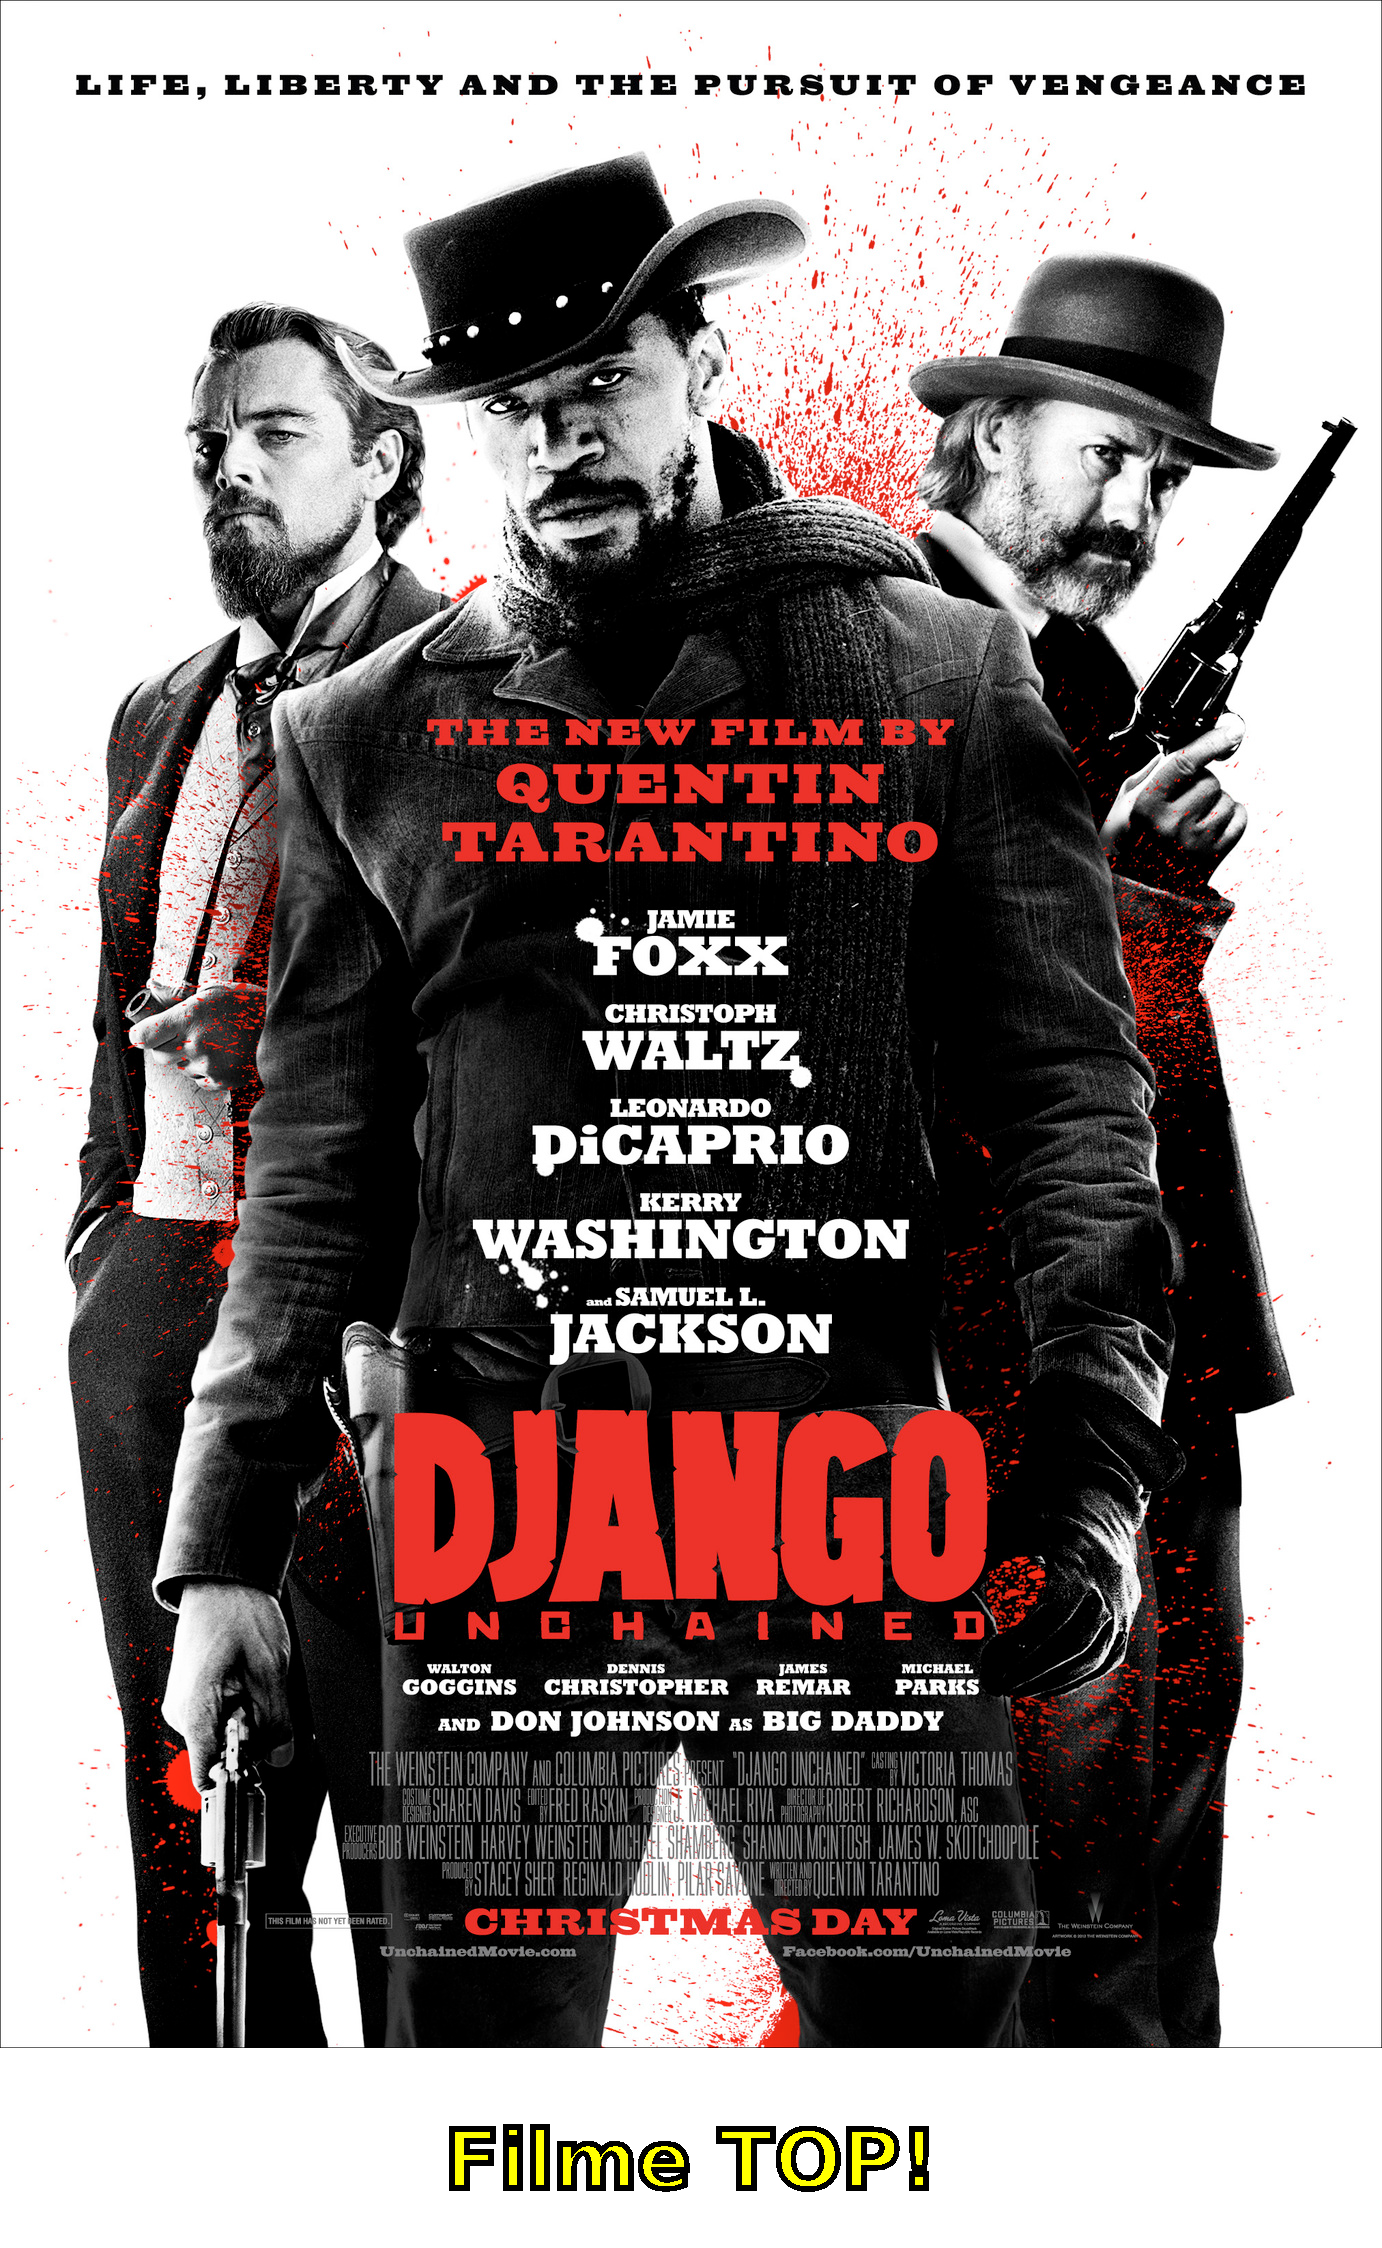 LIFE, LIBERTY AND THE PURSUIT OF VENGEANCE
THE NEW FILM BY
QUENTIN
TARANTINO
JAMIE
FOXX
CHRISTOPH
WALTZ
LEONARDO
DiCAPRIO
KERRY
WASHINGTON
and SAMUEL L.
JACKSON
DJANGO
UNCHAINED
WALTON GOGGINS DENNIS CHRISTOPHER JAMES REMAR MICHAEL PARKS
AND DON JOHNSON AS BIG DADDY
THE WEINSTEIN COMPANY AND COLUMBIA PICTURES PRESENT "DJANGO UNCHAINED" CASTING BY VICTORIA THOMAS
COSTUME DESIGNER SHAREN DAVIS EDITED BY FRED RASKIN PRODUCTION DESIGNER J. MICHAEL RIVA DIRECTOR OF PHOTOGRAPHY ROBERT RICHARDSON, ASC
EXECUTIVE PRODUCERS BOB WEINSTEIN HARVEY WEINSTEIN MICHAEL SHAMBERG SHANNON MCINTOSH JAMES W. SKOTCHDOPOLE
PRODUCED BY STACEY SHER REGINALD HUDLIN, PILAR SAVONE WRITTEN AND DIRECTED BY QUENTIN TARANTINO
THIS FILM HAS NOT YET BEEN RATED. CHRISTMAS DAY Loma Vista COLUMBIA PICTURES THE WEINSTEIN COMPANY
UnchainedMovie.com Facebook.com/UnchainedMovie
Filme TOP!